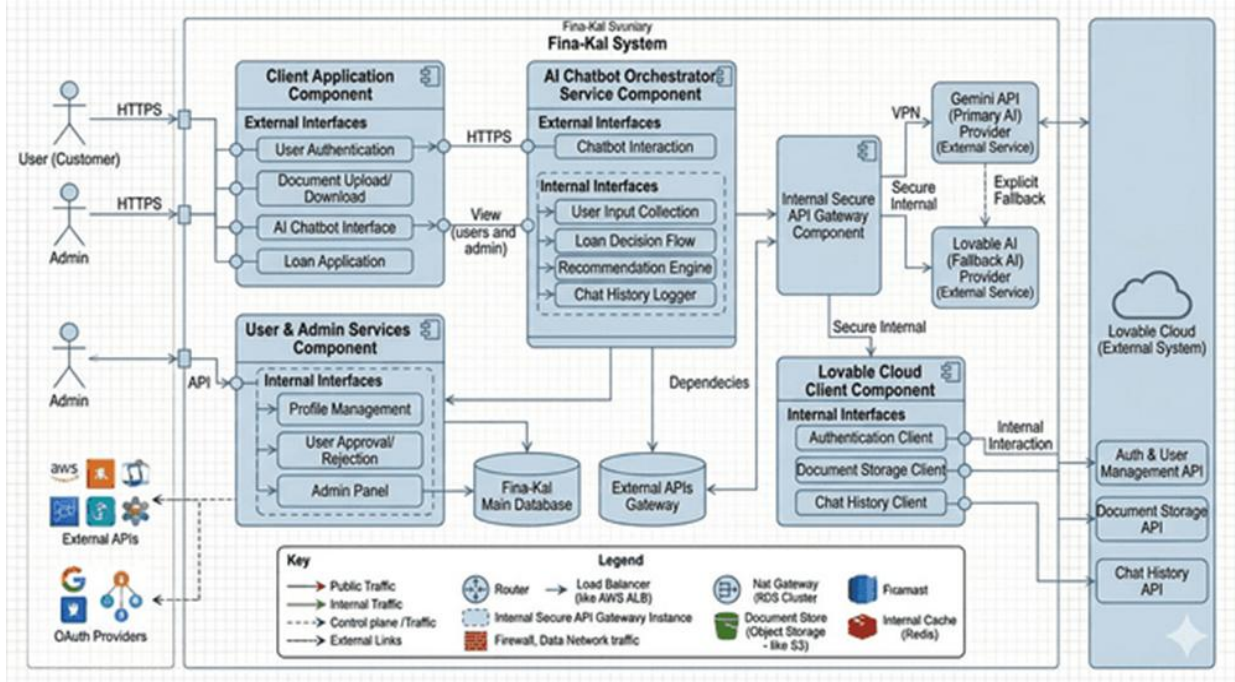 Fina-Kal Svuniary
Fina-Kal System
User (Customer)
HTTPS
Admin
HTTPS
Admin
API
Client Application
Component
External Interfaces
User Authentication
Document Upload/
Download
AI Chatbot Interface
Loan Application
HTTPS
View
(users and
admin)
AI Chatbot Orchestrator
Service Component
External Interfaces
Chatbot Interaction
Internal Interfaces
User Input Collection
Loan Decision Flow
Recommendation Engine
Chat History Logger
Internal Secure
API Gateway
Component
VPN
Secure
Internal
Gemini API
(Primary AI)
Provider
(External Service)
Explicit
Fallback
Lovable AI
(Fallback AI)
Provider
(External Service)
Lovable Cloud
(External System)
User & Admin Services
Component
Internal Interfaces
Profile Management
User Approval/
Rejection
Admin Panel
Dependecies
Fina-Kal
Main Database
External APIs
Gateway
Secure Internal
Lovable Cloud
Client Component
Internal Interfaces
Authentication Client
Document Storage Client
Chat History Client
Internal
Interaction
Auth & User
Management API
Document Storage
API
Chat History
API
aws
External APIs
G
OAuth Providers
Key
Public Traffic
Internal Traffic
Control plane /Traffic
External Links
Legend
Router
Load Balancer
(like AWS ALB)
Internal Secure API Gatewavy Instance
Firewall, Data Network traffic
Nat Gateway
(RDS Cluster
Document Store
(Object Storage
- like S3)
Ficamast
Internal Cache
(Redis)